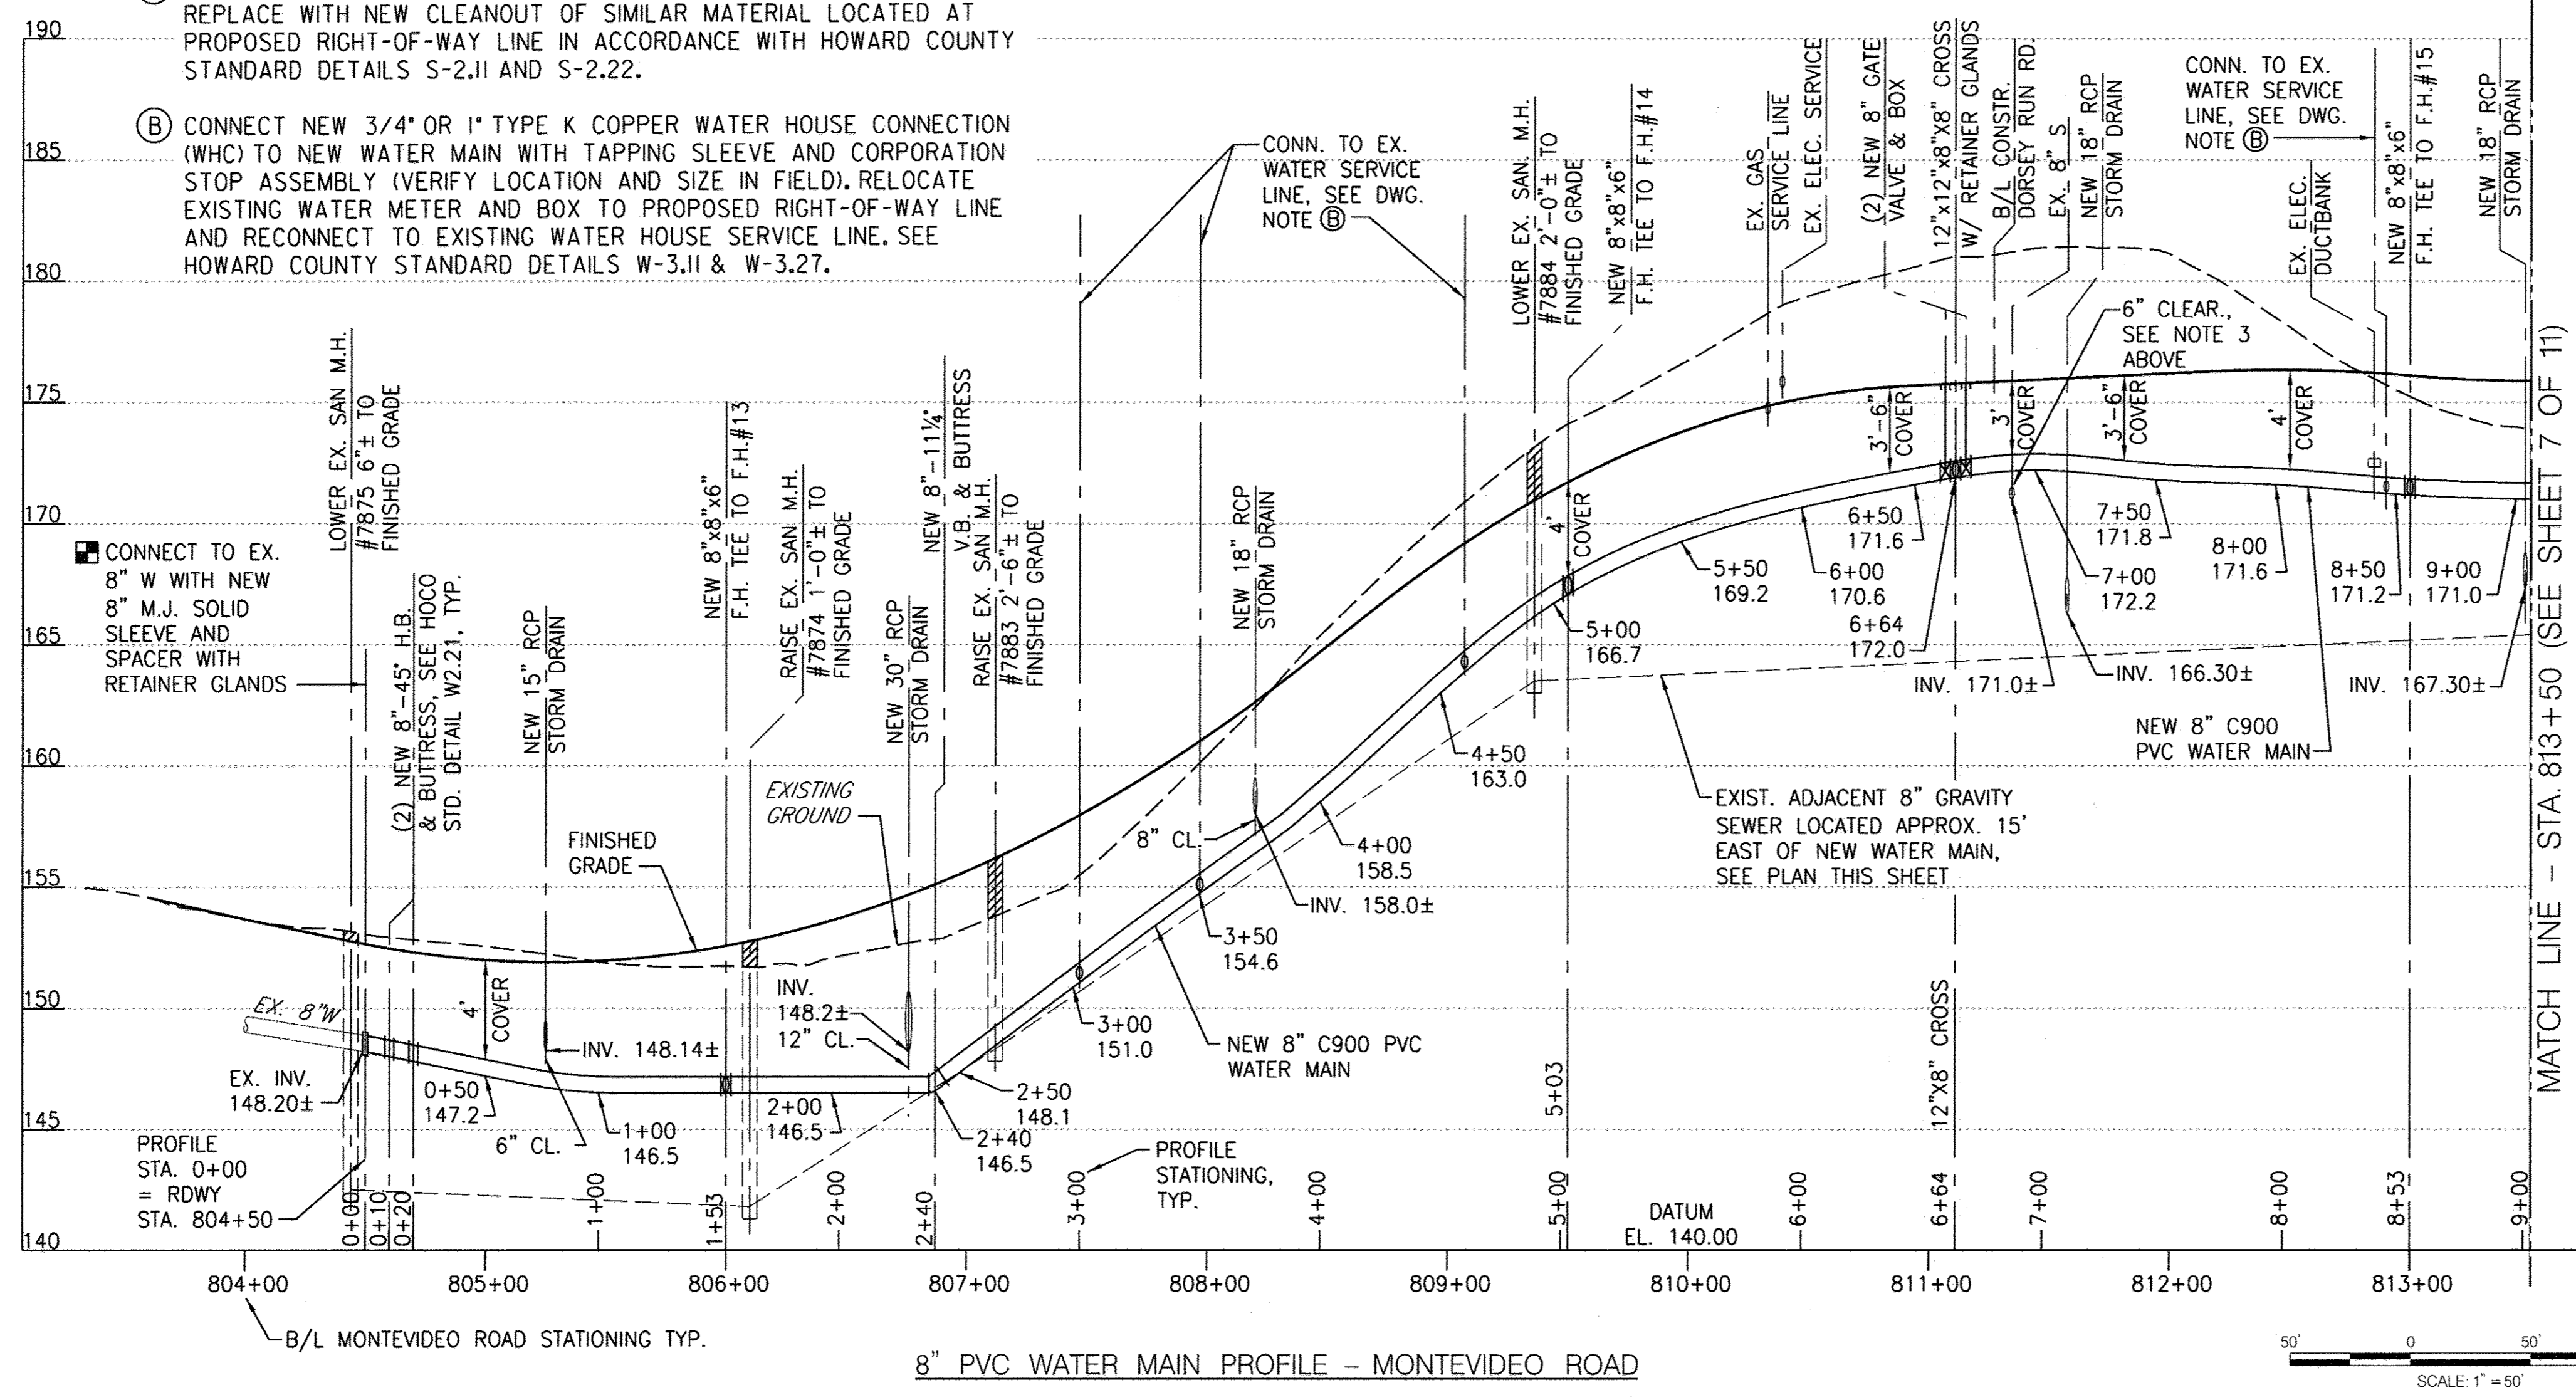 REPLACE WITH NEW CLEANOUT OF SIMILAR MATERIAL LOCATED AT
PROPOSED RIGHT-OF-WAY LINE IN ACCORDANCE WITH HOWARD COUNTY
STANDARD DETAILS S-2.11 AND S-2.22.
Ⓑ CONNECT NEW 3/4" OR 1" TYPE K COPPER WATER HOUSE CONNECTION
(WHC) TO NEW WATER MAIN WITH TAPPING SLEEVE AND CORPORATION
STOP ASSEMBLY (VERIFY LOCATION AND SIZE IN FIELD). RELOCATE
EXISTING WATER METER AND BOX TO PROPOSED RIGHT-OF-WAY LINE
AND RECONNECT TO EXISTING WATER HOUSE SERVICE LINE. SEE
HOWARD COUNTY STANDARD DETAILS W-3.11 & W-3.27.
190
185
180
175
170
165
160
155
150
145
140
CONNECT TO EX.
8" W WITH NEW
8" M.J. SOLID
SLEEVE AND
SPACER WITH
RETAINER GLANDS
LOWER EX. SAN M.H.
#7875 6"± TO
FINISHED GRADE
(2) NEW 8"-45° H.B.
& BUTTRESS, SEE HOCO
STD. DETAIL W2.21, TYP.
NEW 15" RCP
STORM DRAIN
FINISHED
GRADE
NEW 8"x8"x6"
F.H. TEE TO F.H.#13
RAISE EX. SAN M.H.
#7874 1'-0"± TO
FINISHED GRADE
EXISTING
GROUND
NEW 30" RCP
STORM DRAIN
NEW 8"-11¼°
V.B. & BUTTRESS
RAISE EX. SAN M.H.
#7883 2'-6"± TO
FINISHED GRADE
CONN. TO EX.
WATER SERVICE
LINE, SEE DWG.
NOTE Ⓑ
NEW 18" RCP
STORM DRAIN
LOWER EX. SAN. M.H.
#7884 2'-0"± TO
FINISHED GRADE
NEW 8"x8"x6"
F.H. TEE TO F.H.#14
EX. GAS
SERVICE LINE
EX. ELEC. SERVICE
(2) NEW 8" GATE
VALVE & BOX
12"x12"x8"x8" CROSS
W/ RETAINER GLANDS
B/L CONSTR.
DORSEY RUN RD.
EX. 8" S
NEW 18" RCP
STORM DRAIN
6" CLEAR.,
SEE NOTE 3
ABOVE
CONN. TO EX.
WATER SERVICE
LINE, SEE DWG.
NOTE Ⓑ
EX. ELEC.
DUCTBANK
NEW 8"x8"x6"
F.H. TEE TO F.H.#15
NEW 18" RCP
STORM DRAIN
MATCH LINE - STA. 813+50 (SEE SHEET 7 OF 11)
EX. 8"W
EX. INV.
148.20±
4'
COVER
0+50
147.2
INV. 148.14±
6" CL.
1+00
146.5
INV.
148.2±
12" CL.
2+00
146.5
2+50
148.1
2+40
146.5
3+00
151.0
NEW 8" C900 PVC
WATER MAIN
3+50
154.6
8" CL.
INV. 158.0±
4+00
158.5
4+50
163.0
4'
COVER
5+00
166.7
5+50
169.2
6+00
170.6
6+50
171.6
6+64
172.0
3'-6"
COVER
3'
COVER
3'-6"
COVER
4'
COVER
7+00
172.2
7+50
171.8
8+00
171.6
8+50
171.2
9+00
171.0
INV. 171.0±
INV. 166.30±
INV. 167.30±
NEW 8" C900
PVC WATER MAIN
EXIST. ADJACENT 8" GRAVITY
SEWER LOCATED APPROX. 15'
EAST OF NEW WATER MAIN,
SEE PLAN THIS SHEET
PROFILE
STA. 0+00
= RDWY
STA. 804+50
PROFILE
STATIONING,
TYP.
5+03
12"X8" CROSS
DATUM
EL. 140.00
0+00
0+10
0+20
1+00
1+53
2+00
2+40
3+00
4+00
5+00
6+00
6+64
7+00
8+00
8+53
9+00
804+00
805+00
806+00
807+00
808+00
809+00
810+00
811+00
812+00
813+00
B/L MONTEVIDEO ROAD STATIONING TYP.
8" PVC WATER MAIN PROFILE - MONTEVIDEO ROAD
50' 0 50'
SCALE: 1" = 50'